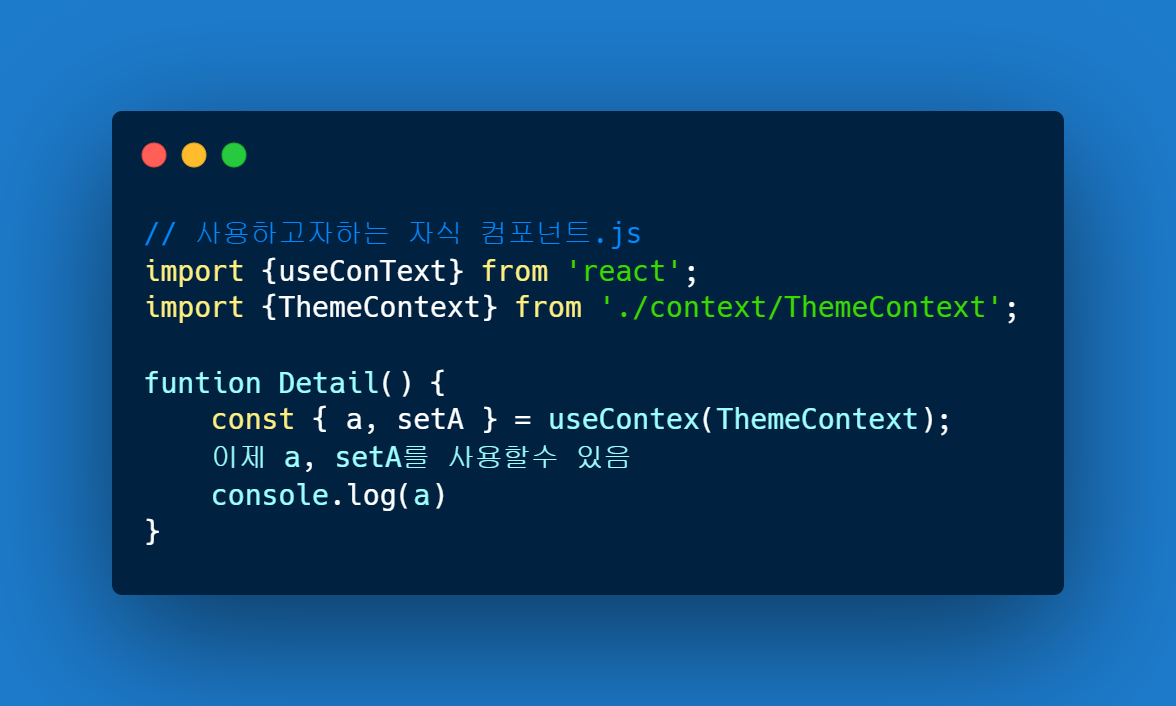 // 사용하고자하는 자식 컴포넌트.js
import {useConText} from 'react';
import {ThemeContext} from './context/ThemeContext';
funtion Detail() {
const { a, setA } = useContex(ThemeContext);
이제 a, setA를 사용할수 있음
console.log(a)
}